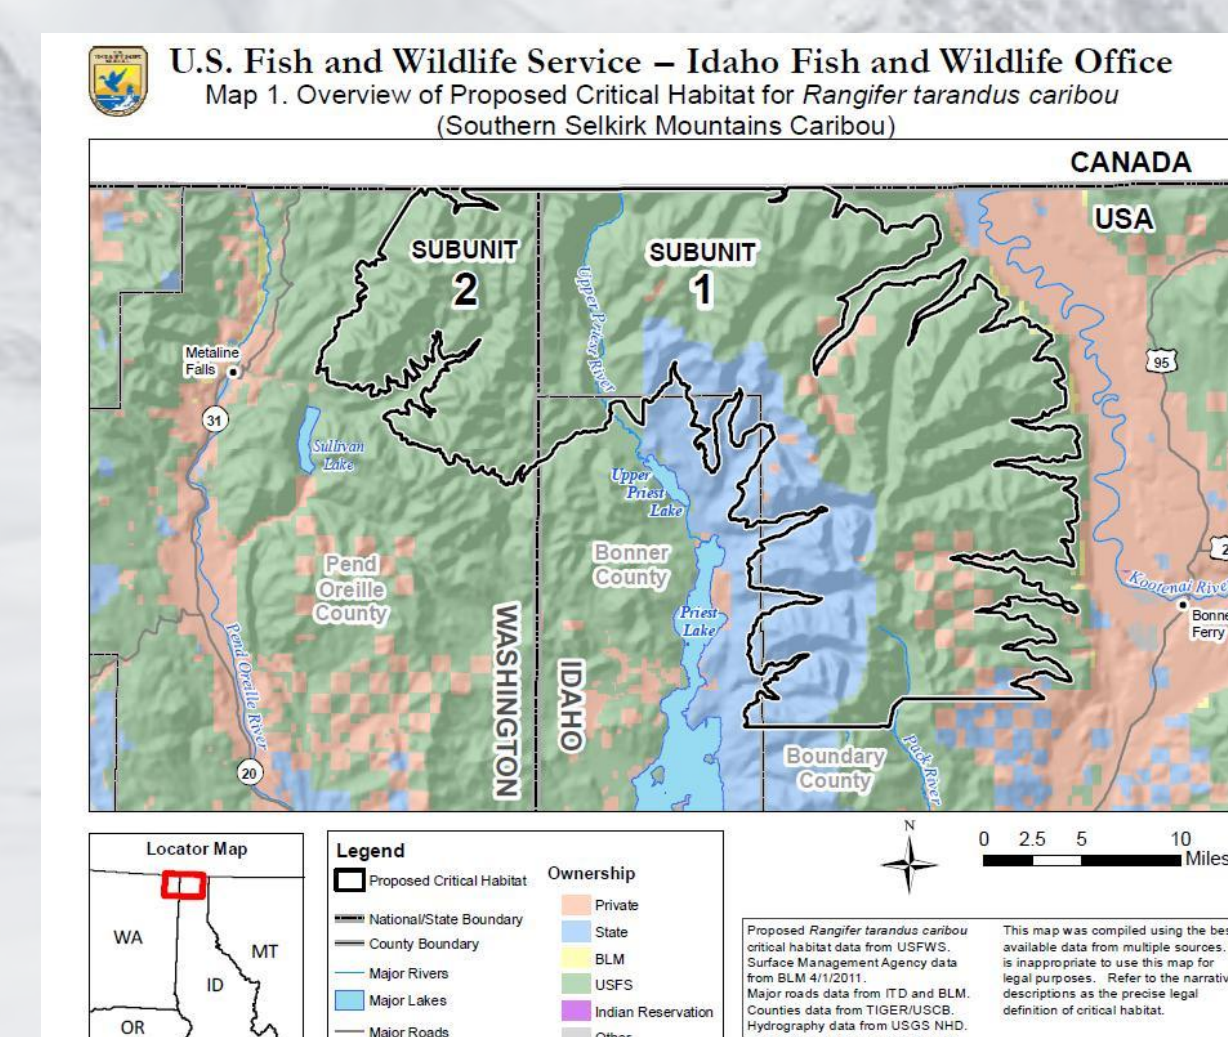 U.S. Fish and Wildlife Service – Idaho Fish and Wildlife Office
Map 1. Overview of Proposed Critical Habitat for Rangifer tarandus caribou
(Southern Selkirk Mountains Caribou)
CANADA
USA
SUBUNIT
2
SUBUNIT
1
Upper Priest River
Metaline
Falls
95
31
Sullivan
Lake
Upper
Priest
Lake
Bonner
County
Pend
Oreille
County
2
Kootenai Rive
Bonne
Ferry
Priest
Lake
WASHINGTON
IDAHO
Pend Oreille River
Boundary
County
Pack River
20
Locator Map
WA
MT
ID
OR
Legend
Proposed Critical Habitat
National/State Boundary
County Boundary
Major Rivers
Major Lakes
Major Roads
Ownership
Private
State
BLM
USFS
Indian Reservation
Other
N
0 2.5 5 10
Miles
Proposed Rangifer tarandus caribou
critical habitat data from USFWS.
Surface Management Agency data
from BLM 4/1/2011.
Major roads data from ITD and BLM.
Counties data from TIGER/USCB.
Hydrography data from USGS NHD.
This map was compiled using the bes
available data from multiple sources.
is inappropriate to use this map for
legal purposes. Refer to the narrativ
descriptions as the precise legal
definition of critical habitat.